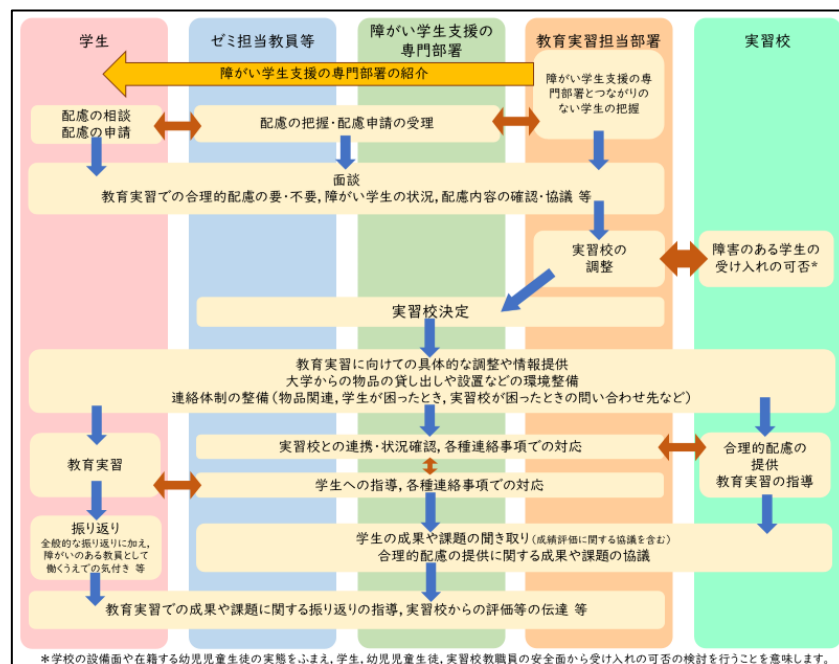 学生
ゼミ担当教員等
障がい学生支援の
専門部署
教育実習担当部署
実習校
障がい学生支援の専門部署の紹介
障がい学生支援の専
門部署とつながりの
ない学生の把握
配慮の相談
配慮の申請
配慮の把握・配慮申請の受理
面談
教育実習での合理的配慮の要・不要，障がい学生の状況，配慮内容の確認・協議 等
実習校の
調整
障害のある学生の
受け入れの可否*
実習校決定
教育実習に向けての具体的な調整や情報提供
大学からの物品の貸し出しや設置などの環境整備
連絡体制の整備（物品関連，学生が困ったとき，実習校が困ったときの問い合わせ先など）
教育実習
実習校との連携・状況確認，各種連絡事項での対応
学生への指導，各種連絡事項での対応
合理的配慮の
提供
教育実習の指導
振り返り
全般的な振り返りに加え，
障がいのある教員として
働くうえでの気付き 等
学生の成果や課題の聞き取り（成績評価に関する協議を含む）
合理的配慮の提供に関する成果や課題の協議
教育実習での成果や課題に関する振り返りの指導，実習校からの評価等の伝達 等
*学校の設備面や在籍する幼児児童生徒の実態をふまえ，学生，幼児児童生徒，実習校教職員の安全面から受け入れの可否の検討を行うことを意味します．